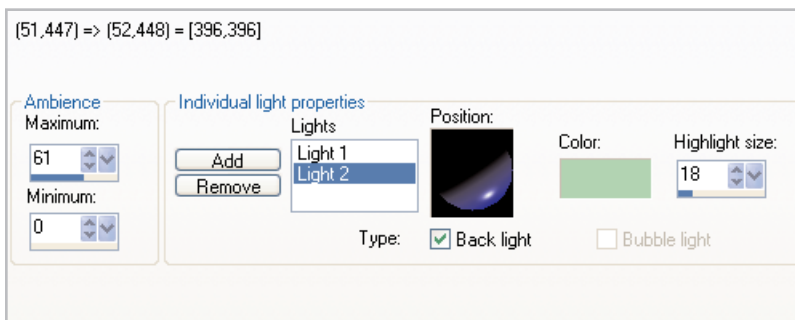 (51,447) => (52,448) = [396,396]
Ambience
Maximum:
61
Minimum:
0
Individual light properties
Add
Remove
Lights
Light 1
Light 2
Position:
Color:
Highlight size:
18
Type:
Back light
Bubble light